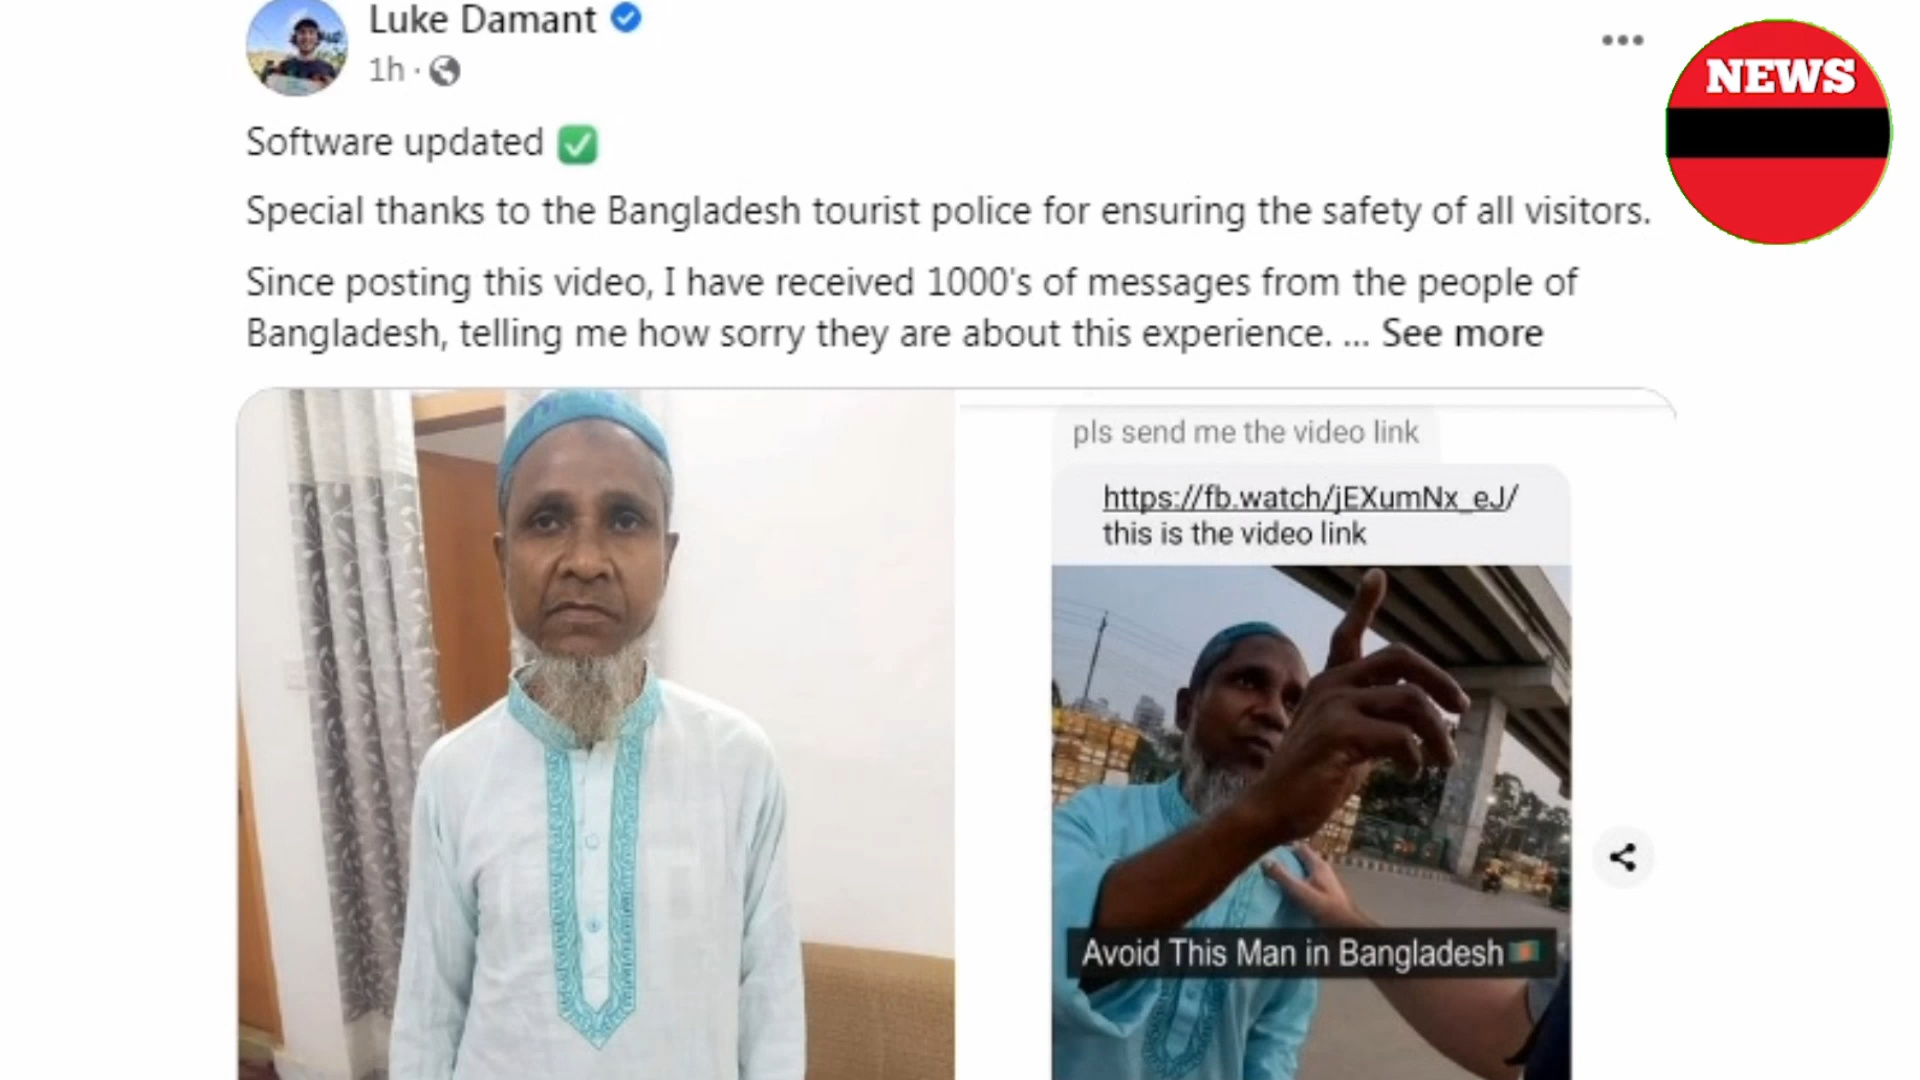 Luke Damant
1h ·
NEWS
Software updated ✅
Special thanks to the Bangladesh tourist police for ensuring the safety of all visitors.
Since posting this video, I have received 1000's of messages from the people of
Bangladesh, telling me how sorry they are about this experience. ... See more
pls send me the video link
https://fb.watch/jEXumNx_eJ/
this is the video link
Avoid This Man in Bangladesh🇧🇩